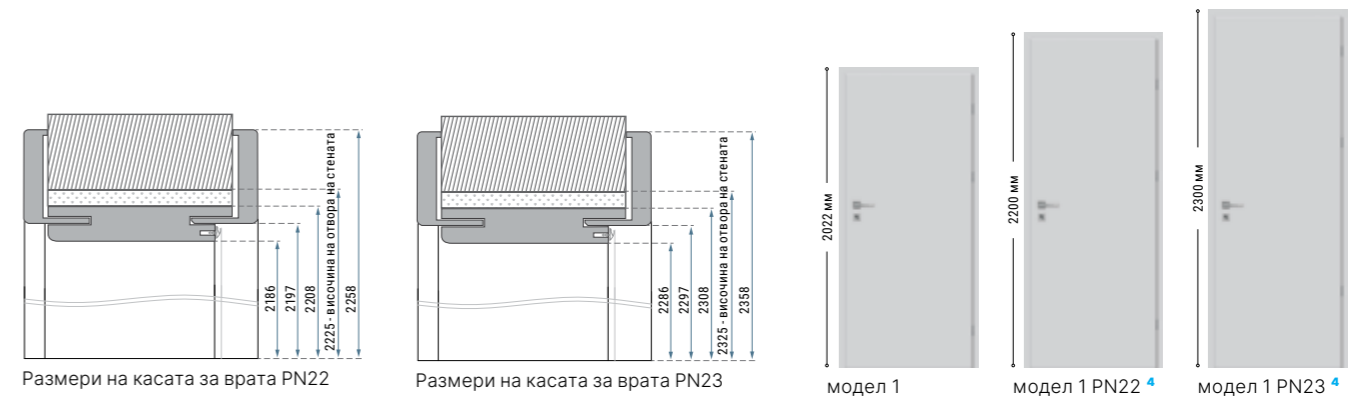 2186
2197
2208
2225 - височина на отвора на стената
2258
Размери на касата за врата PN22
2286
2297
2308
2325 - височина на отвора на стената
2358
Размери на касата за врата PN23
2022 мм
модел 1
2200 мм
модел 1 PN22 4
2300 мм
модел 1 PN23 4